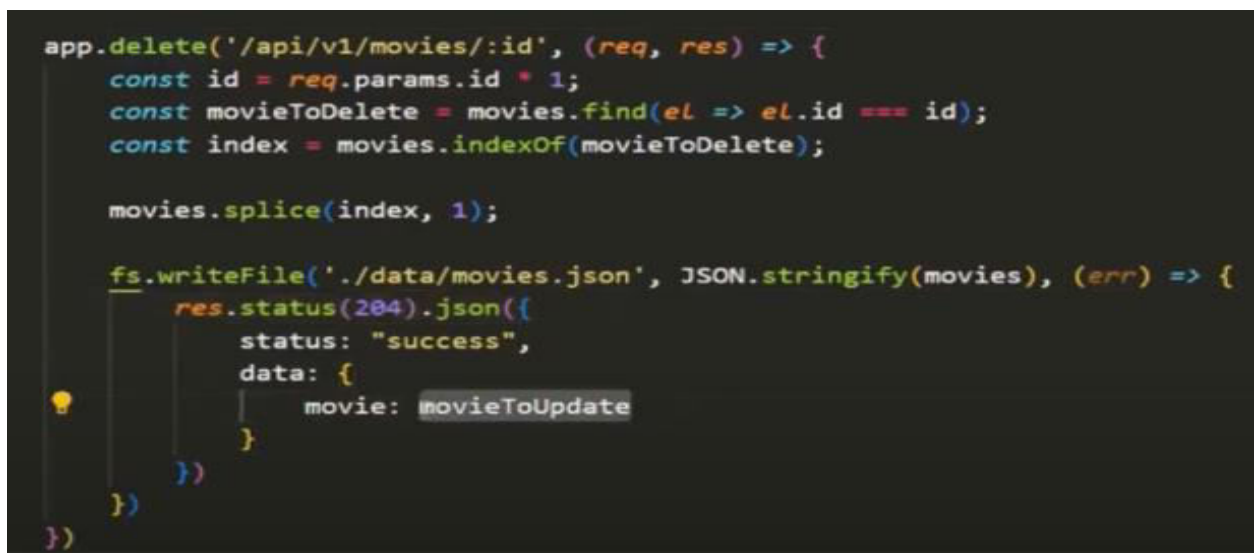 app.delete('/api/v1/movies/:id', (req, res) => {
const id = req.params.id * 1;
const movieToDelete = movies.find(el => el.id === id);
const index = movies.indexOf(movieToDelete);
movies.splice(index, 1);
fs.writeFile('./data/movies.json', JSON.stringify(movies), (err) => {
res.status(204).json({
status: "success",
data: {
movie: movieToUpdate
}
})
})
})